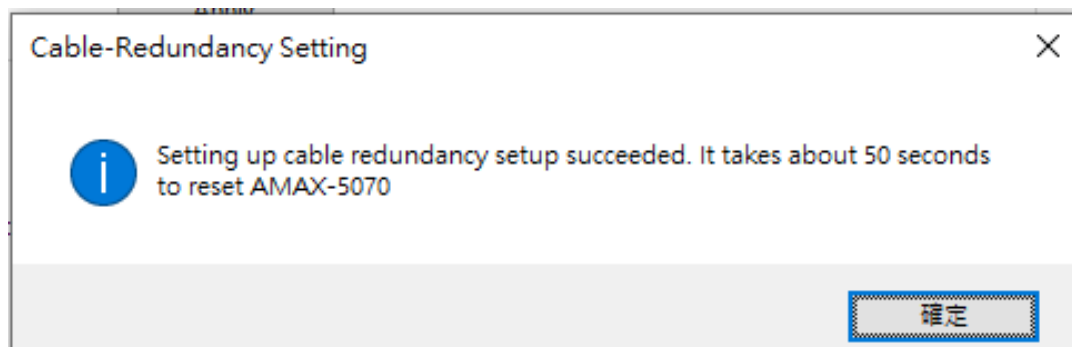 Apply
Cable-Redundancy Setting
Setting up cable redundancy setup succeeded. It takes about 50 seconds
to reset AMAX-5070
確定